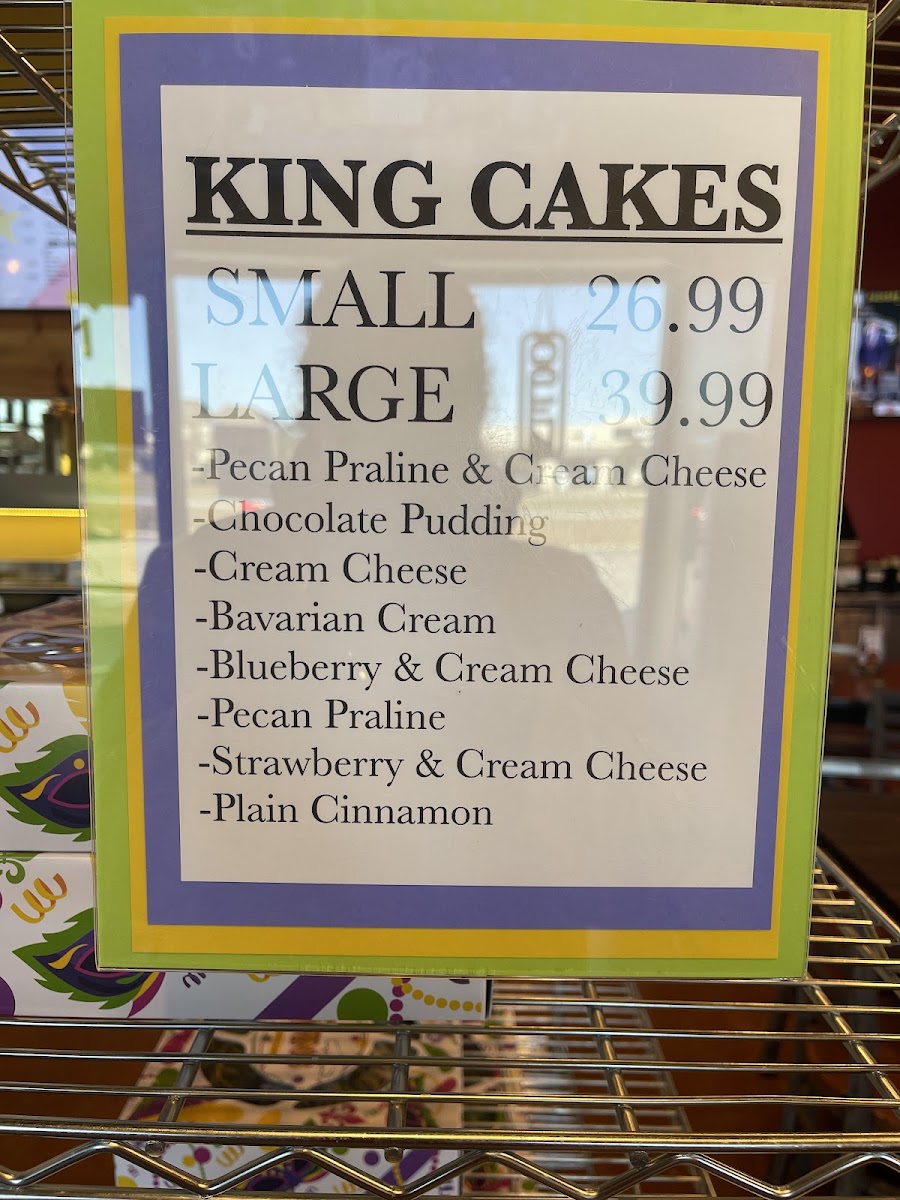 KING CAKES
SMALL 26.99
LARGE 39.99
-Pecan Praline & Cream Cheese
-Chocolate Pudding
-Cream Cheese
-Bavarian Cream
-Blueberry & Cream Cheese
-Pecan Praline
-Strawberry & Cream Cheese
-Plain Cinnamon